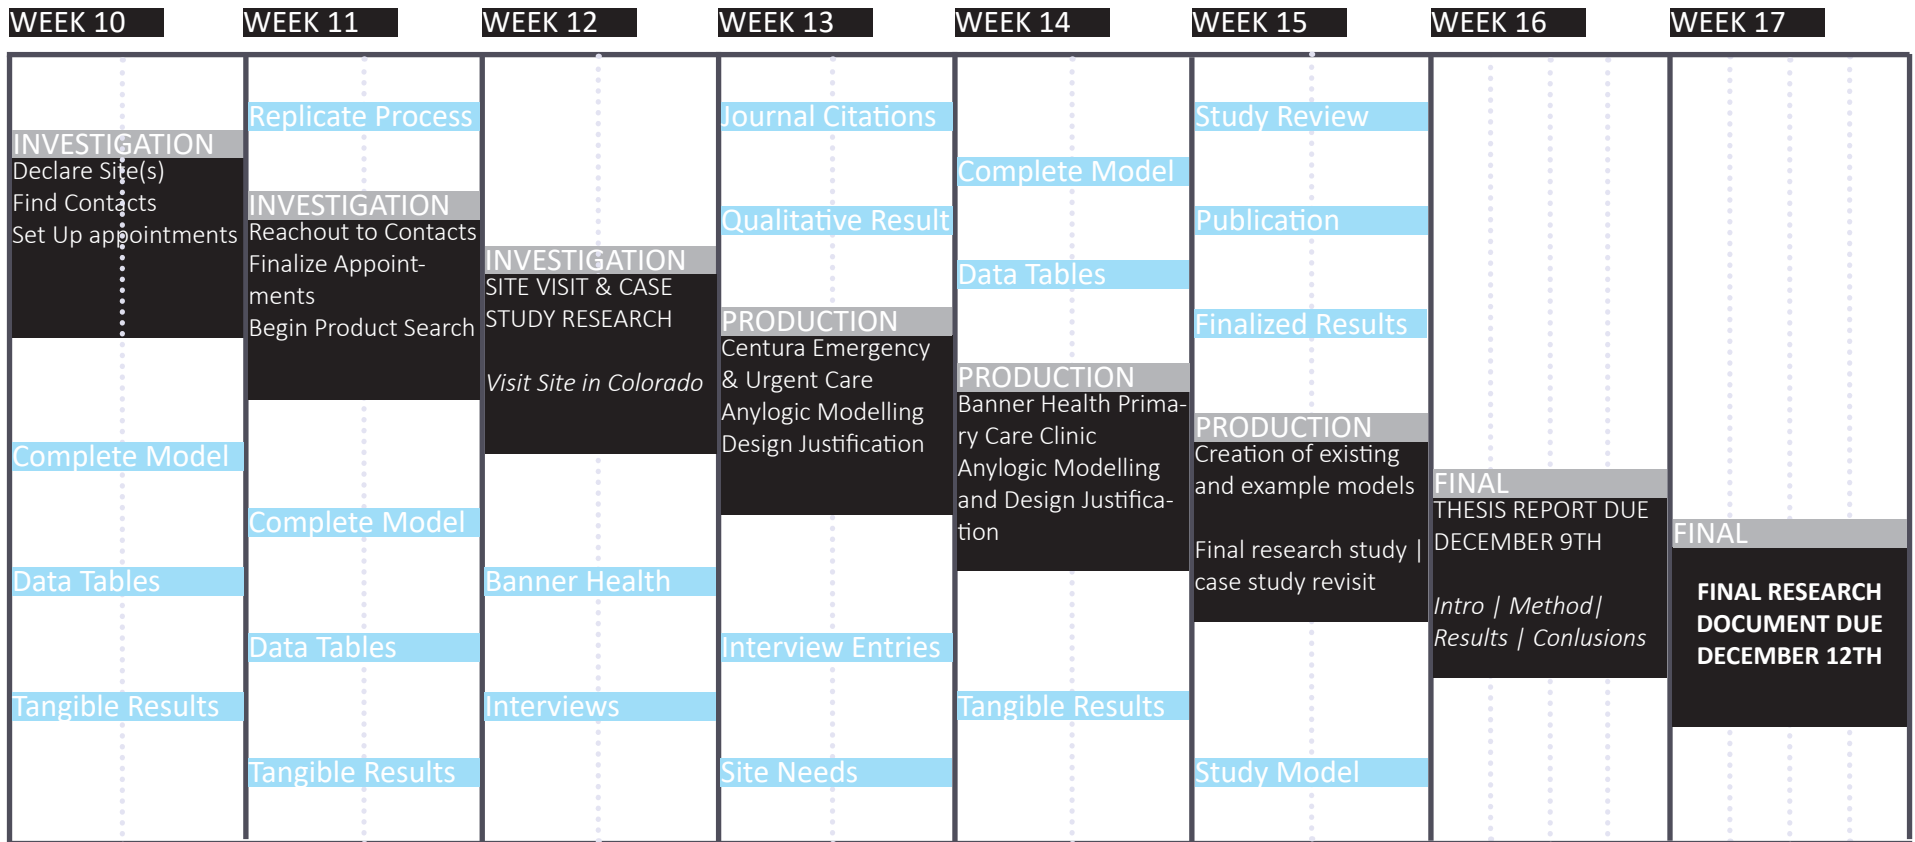 WEEK 10
WEEK 11
WEEK 12
WEEK 13
WEEK 14
WEEK 15
WEEK 16
WEEK 17
INVESTIGATION
Declare Site(s)
Find Contacts
Set Up appointments
Complete Model
Data Tables
Tangible Results
Replicate Process
INVESTIGATION
Reachout to Contacts
Finalize Appoint-
ments
Begin Product Search
Complete Model
Data Tables
Tangible Results
INVESTIGATION
SITE VISIT & CASE
STUDY RESEARCH
Visit Site in Colorado
Banner Health
Interviews
Journal Citations
Qualitative Result
PRODUCTION
Centura Emergency
& Urgent Care
Anylogic Modelling
Design Justification
Interview Entries
Site Needs
Complete Model
Data Tables
PRODUCTION
Banner Health Prima-
ry Care Clinic
Anylogic Modelling
and Design Justifica-
tion
Tangible Results
Study Review
Publication
Finalized Results
PRODUCTION
Creation of existing
and example models
Final research study |
case study revisit
Study Model
FINAL
THESIS REPORT DUE
DECEMBER 9TH
Intro | Method|
Results | Conlusions
FINAL
FINAL RESEARCH
DOCUMENT DUE
DECEMBER 12TH